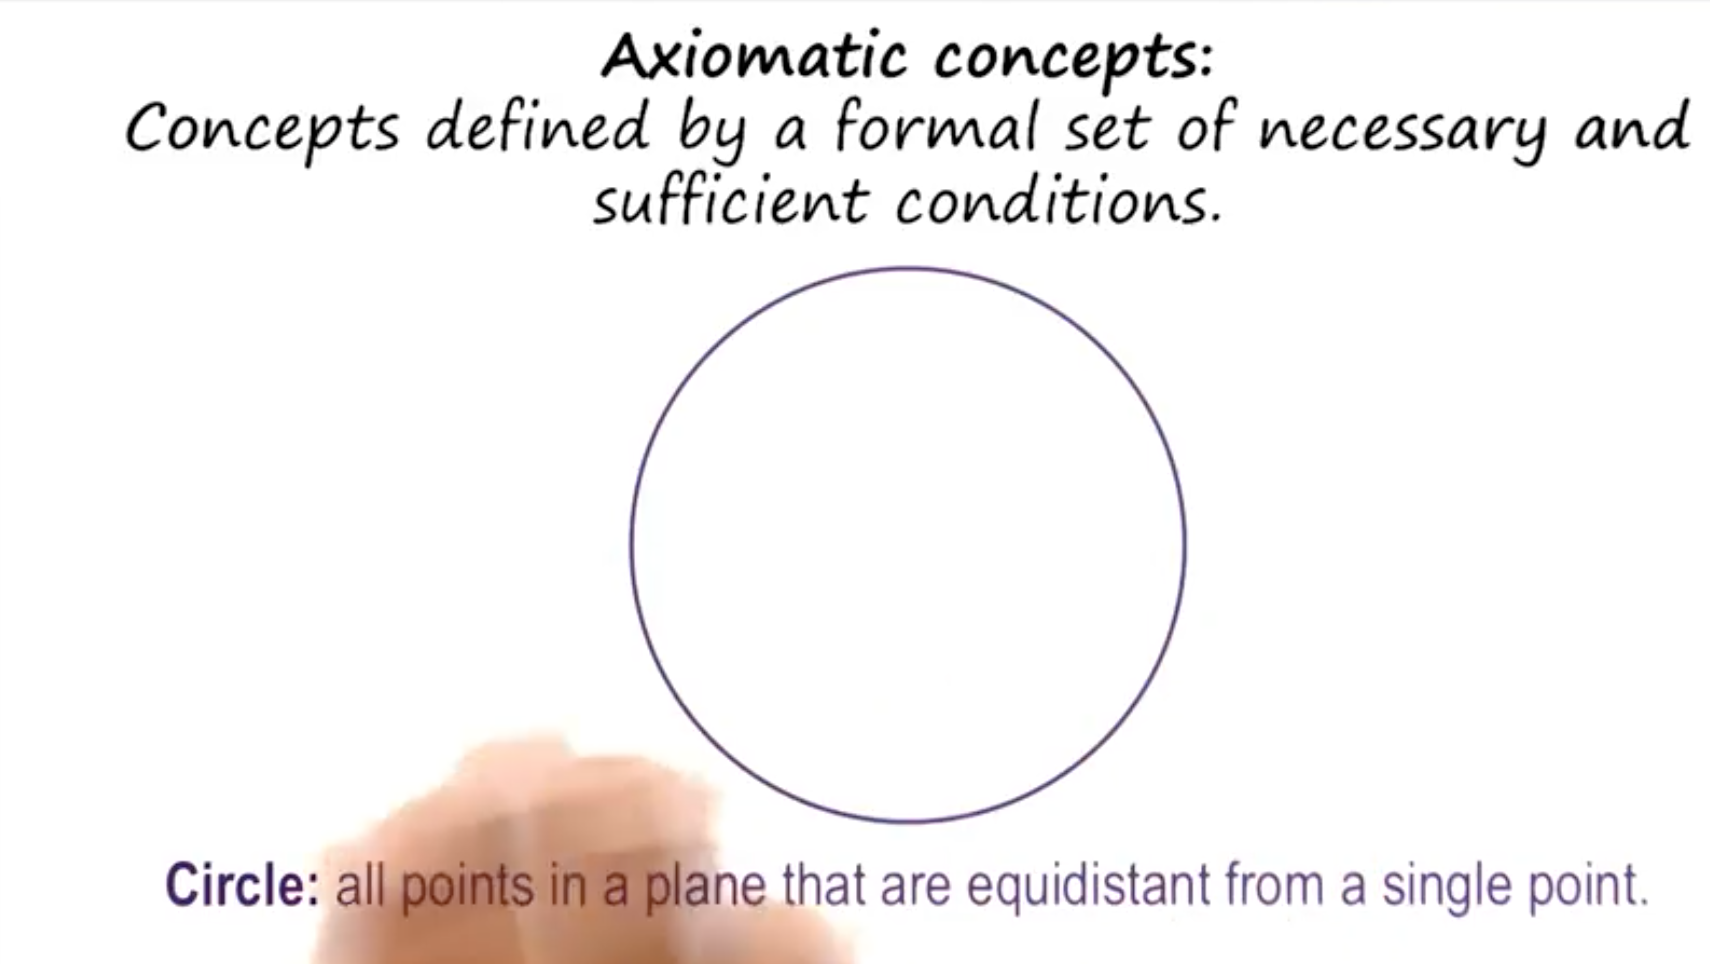 Axiomatic concepts:
Concepts defined by a formal set of necessary and
sufficient conditions.
Circle: all points in a plane that are equidistant from a single point.